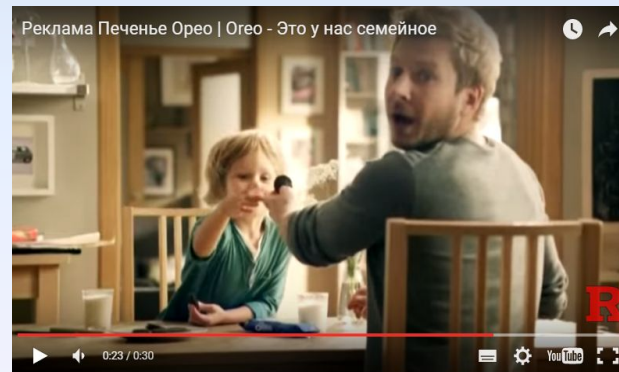 Реклама Печенье Орео | Oreo - Это у нас семейное
R
0:23 / 0:30
YouTube